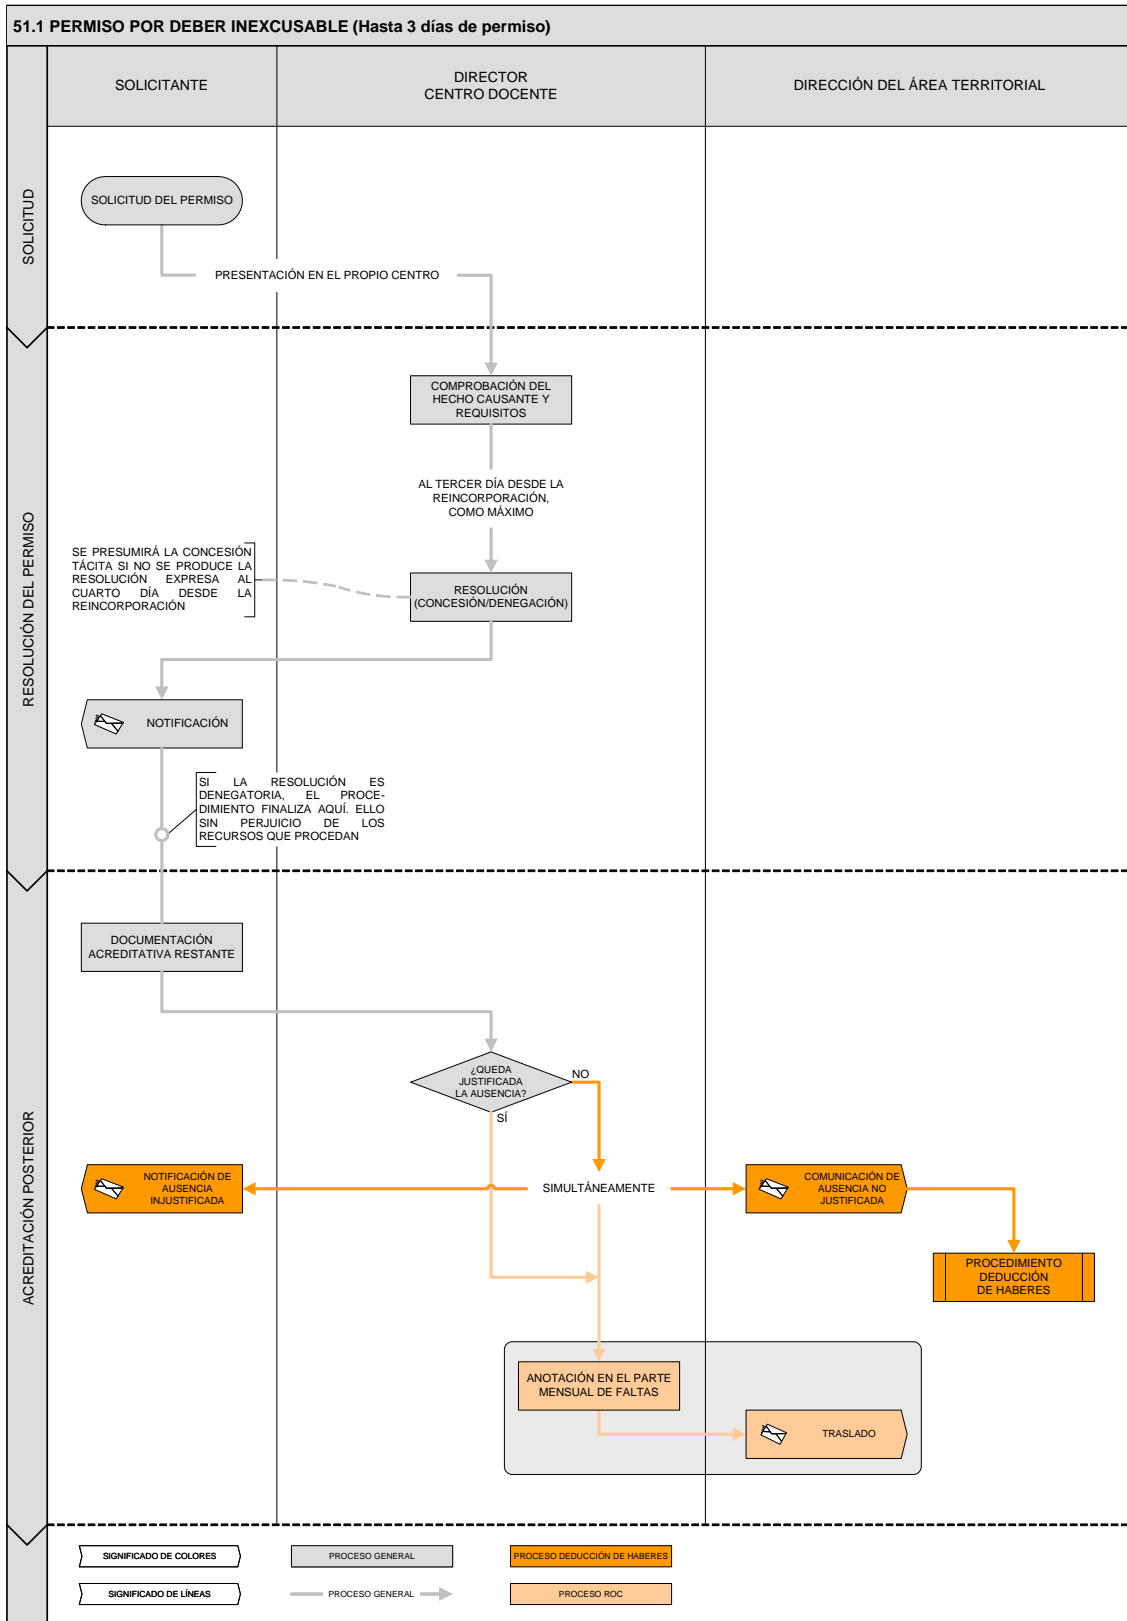 51.1 PERMISO POR DEBER INEXCUSABLE (Hasta 3 días de permiso)
SOLICITANTE
DIRECTOR
CENTRO DOCENTE
DIRECCIÓN DEL ÁREA TERRITORIAL
SOLICITUD
SOLICITUD DEL PERMISO
PRESENTACIÓN EN EL PROPIO CENTRO
RESOLUCIÓN DEL PERMISO
COMPROBACIÓN DEL
HECHO CAUSANTE Y
REQUISITOS
AL TERCER DÍA DESDE LA
REINCORPORACIÓN,
COMO MÁXIMO
SE PRESUMIRÁ LA CONCESIÓN
TÁCITA SI NO SE PRODUCE LA
RESOLUCIÓN EXPRESA AL
CUARTO DÍA DESDE LA
REINCORPORACIÓN
RESOLUCIÓN
(CONCESIÓN/DENEGACIÓN)
NOTIFICACIÓN
SI LA RESOLUCIÓN ES
DENEGATORIA, EL PROCE-
DIMIENTO FINALIZA AQUÍ. ELLO
SIN PERJUICIO DE LOS
RECURSOS QUE PROCEDAN
ACREDITACIÓN POSTERIOR
DOCUMENTACIÓN
ACREDITATIVA RESTANTE
¿QUEDA
JUSTIFICADA
LA AUSENCIA?
NO
SÍ
NOTIFICACIÓN DE
AUSENCIA
INJUSTIFICADA
SIMULTÁNEAMENTE
COMUNICACIÓN DE
AUSENCIA NO
JUSTIFICADA
PROCEDIMIENTO
DEDUCCIÓN
DE HABERES
ANOTACIÓN EN EL PARTE
MENSUAL DE FALTAS
TRASLADO
SIGNIFICADO DE COLORES
PROCESO GENERAL
PROCESO DEDUCCIÓN DE HABERES
SIGNIFICADO DE LÍNEAS
PROCESO GENERAL
PROCESO ROC